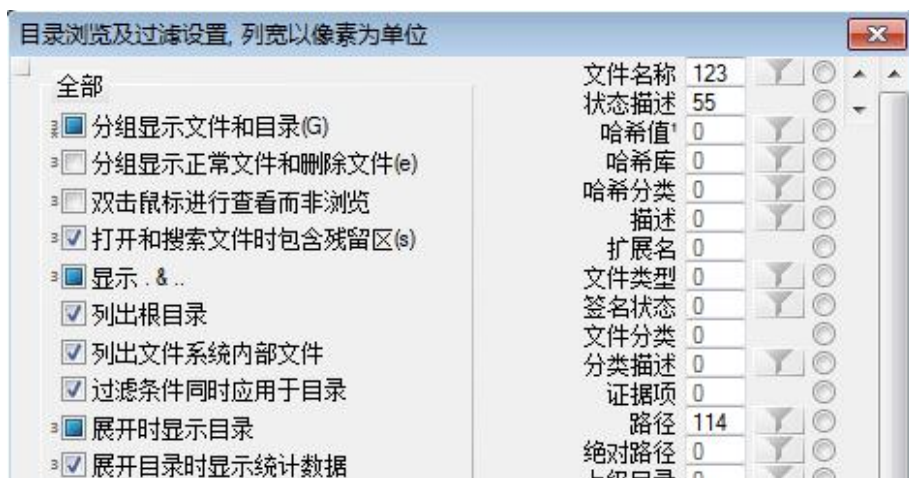 目录浏览及过滤设置, 列宽以像素为单位
全部
分组显示文件和目录(G)
分组显示正常文件和删除文件(e)
双击鼠标进行查看而非浏览
打开和搜索文件时包含残留区(s)
显示 . & ..
列出根目录
列出文件系统内部文件
过滤条件同时应用于目录
展开时显示目录
展开目录时显示统计数据
文件名称 123
状态描述 55
哈希值¹ 0
哈希库 0
哈希分类 0
描述 0
扩展名 0
文件类型 0
签名状态 0
文件分类 0
分类描述 0
证据项 0
路径 114
绝对路径 0